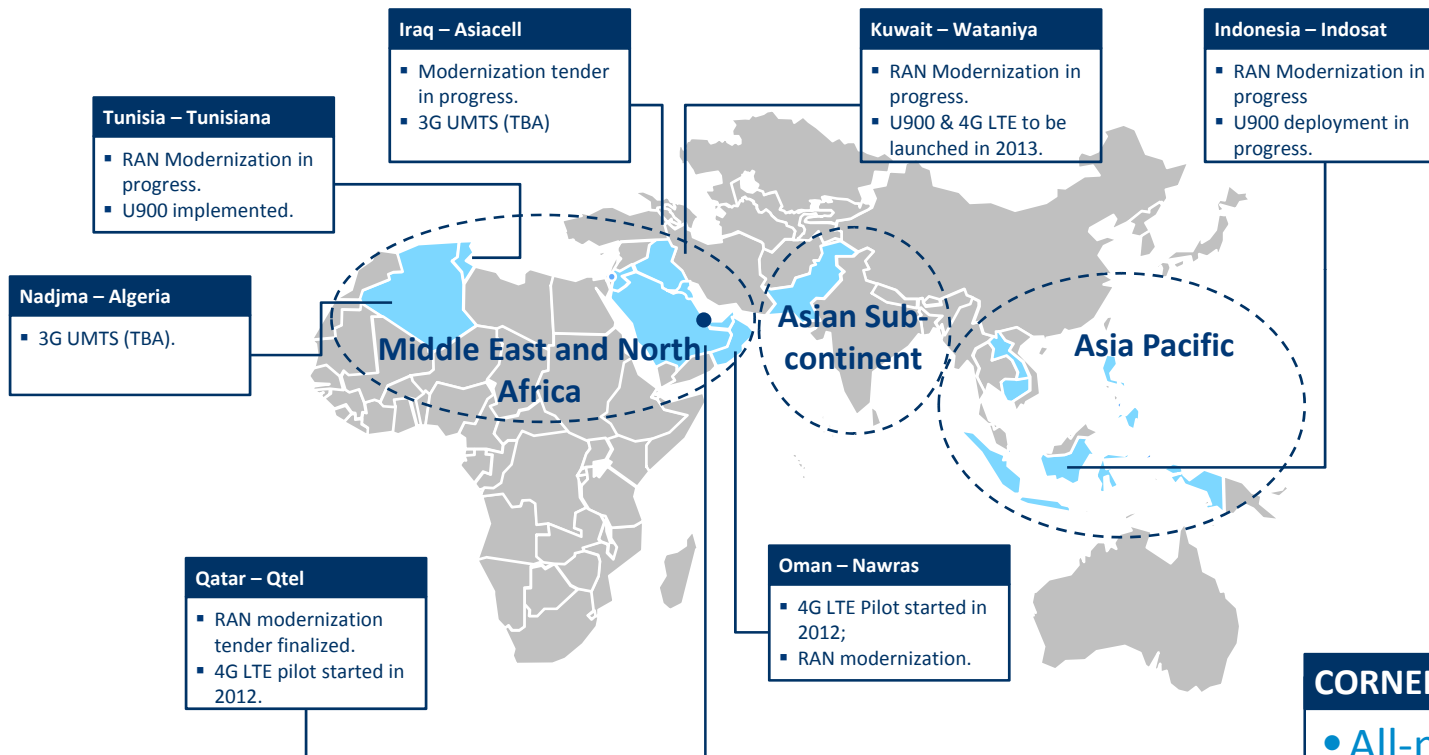 Iraq – Asiacell
▪ Modernization tender
in progress.
▪ 3G UMTS (TBA)
Kuwait – Wataniya
▪ RAN Modernization in
progress.
▪ U900 & 4G LTE to be
launched in 2013.
Indonesia – Indosat
▪ RAN Modernization in
progress
▪ U900 deployment in
progress.
Tunisia – Tunisiana
▪ RAN Modernization in
progress.
▪ U900 implemented.
Nadjma – Algeria
▪ 3G UMTS (TBA).
Middle East and North
Africa
Asian Sub-
continent
Asia Pacific
Qatar – Qtel
▪ RAN modernization
tender finalized.
▪ 4G LTE pilot started in
2012.
Oman – Nawras
▪ 4G LTE Pilot started in
2012;
▪ RAN modernization.